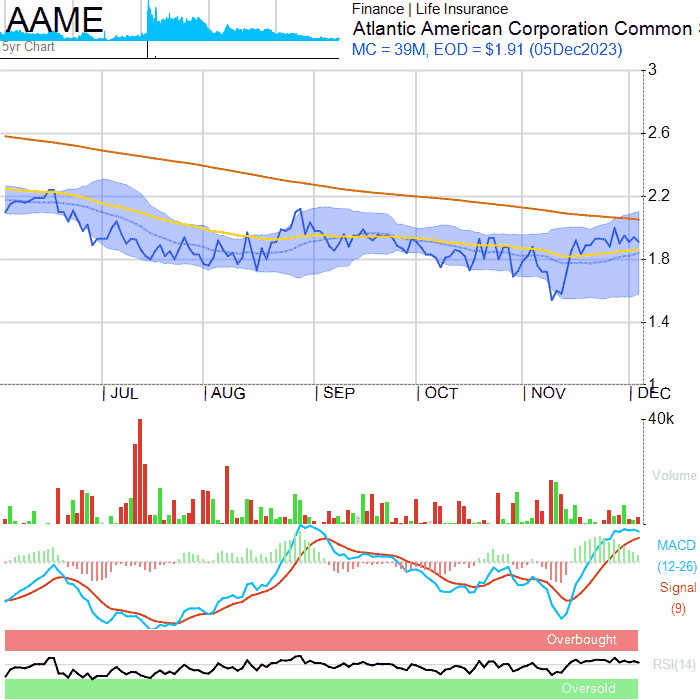 AAME
5yr Chart
Finance | Life Insurance
Atlantic American Corporation Common
MC = 39M, EOD = $1.91 (05Dec2023)
3
2.6
2.2
1.8
1.4
1
JUL AUG SEP OCT NOV DEC
40k
Volume
MACD
(12-26)
Signal
(9)
Overbought
RSI(14)
Oversold